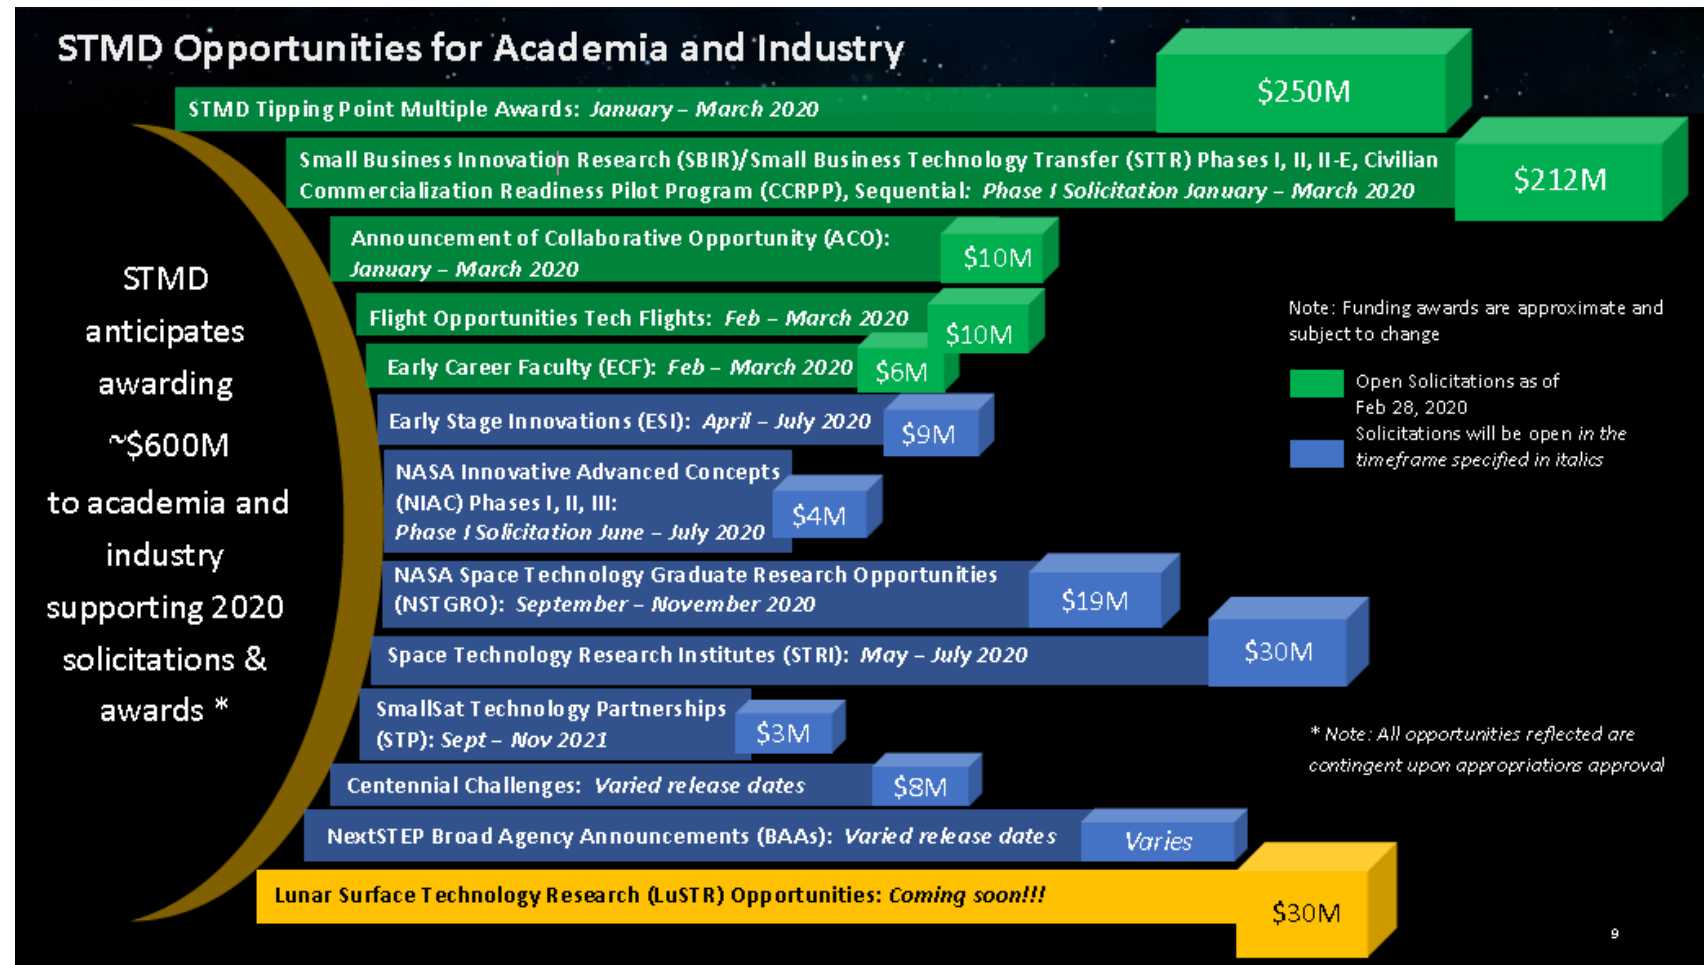 STMD Opportunities for Academia and Industry
$250M
STMD Tipping Point Multiple Awards: January – March 2020
Small Business Innovation Research (SBIR)/Small Business Technology Transfer (STTR) Phases I, II, II-E, Civilian
Commercialization Readiness Pilot Program (CCRPP), Sequential: Phase I Solicitation January – March 2020
$212M
Announcement of Collaborative Opportunity (ACO):
January – March 2020
$10M
Flight Opportunities Tech Flights: Feb – March 2020
$10M
Early Career Faculty (ECF): Feb – March 2020
$6M
Early Stage Innovations (ESI): April – July 2020
$9M
NASA Innovative Advanced Concepts
(NIAC) Phases I, II, III:
Phase I Solicitation June – July 2020
$4M
NASA Space Technology Graduate Research Opportunities
(NSTGRO): September – November 2020
$19M
Space Technology Research Institutes (STRI): May – July 2020
$30M
SmallSat Technology Partnerships
(STP): Sept – Nov 2021
$3M
Centennial Challenges: Varied release dates
$8M
NextSTEP Broad Agency Announcements (BAAs): Varied release dates
Varies
Lunar Surface Technology Research (LuSTR) Opportunities: Coming soon!!!
$30M
STMD
anticipates
awarding
~$600M
to academia and
industry
supporting 2020
solicitations &
awards *
Note: Funding awards are approximate and
subject to change
Open Solicitations as of
Feb 28, 2020
Solicitations will be open in the
timeframe specified in italics
* Note: All opportunities reflected are
contingent upon appropriations approval
9